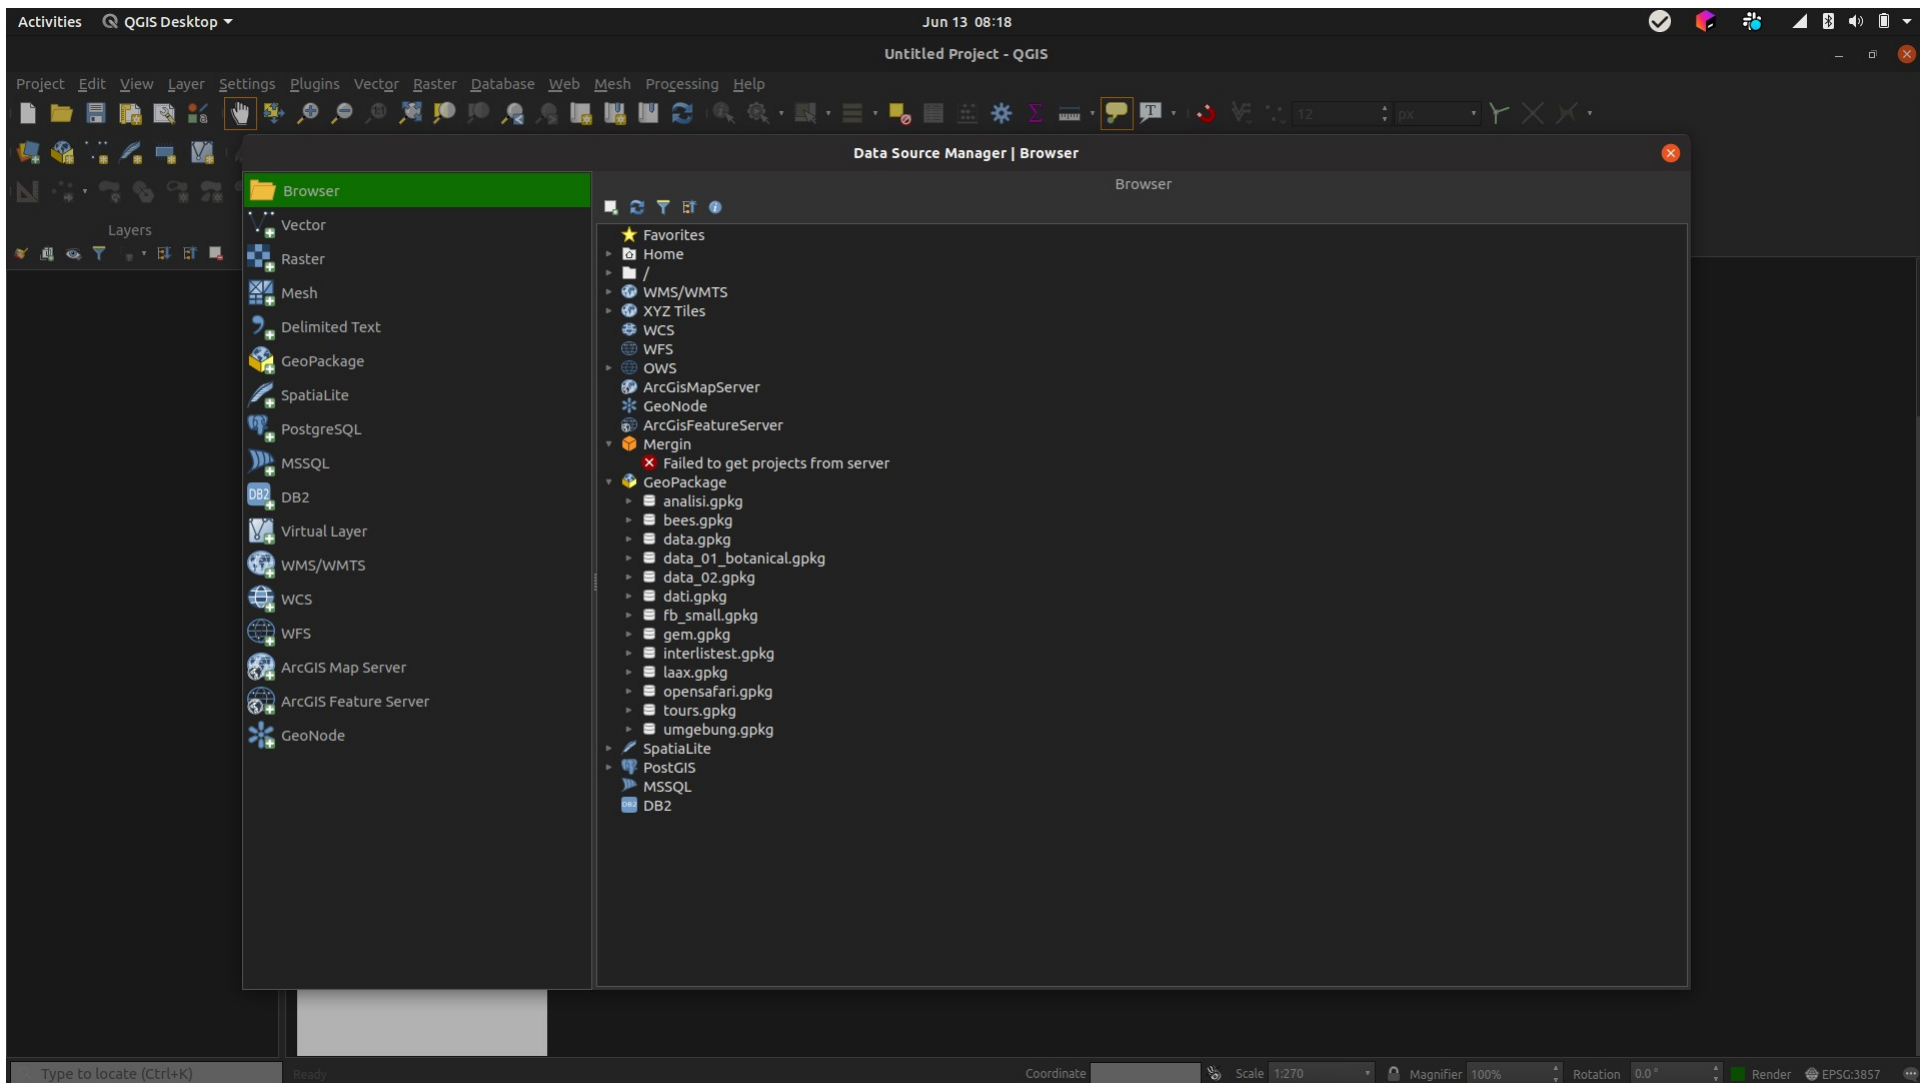 Activities QGIS Desktop Jun 13 08:18
Untitled Project - QGIS
Project Edit View Layer Settings Plugins Vector Raster Database Web Mesh Processing Help
12 px
Data Source Manager | Browser
Browser
Layers
Browser
Vector
Raster
Mesh
Delimited Text
GeoPackage
SpatiaLite
PostgreSQL
MSSQL
DB2
Virtual Layer
WMS/WMTS
WCS
WFS
ArcGIS Map Server
ArcGIS Feature Server
GeoNode
Favorites
Home
/
WMS/WMTS
XYZ Tiles
WCS
WFS
OWS
ArcGisMapServer
GeoNode
ArcGisFeatureServer
Mergin
Failed to get projects from server
GeoPackage
analisi.gpkg
bees.gpkg
data.gpkg
data_01_botanical.gpkg
data_02.gpkg
dati.gpkg
fb_small.gpkg
gem.gpkg
interlistest.gpkg
laax.gpkg
opensafari.gpkg
tours.gpkg
umgebung.gpkg
SpatiaLite
PostGIS
MSSQL
DB2
Type to locate (Ctrl+K) Ready Coordinate Scale 1:270 Magnifier 100% Rotation 0.0 ° Render EPSG:3857